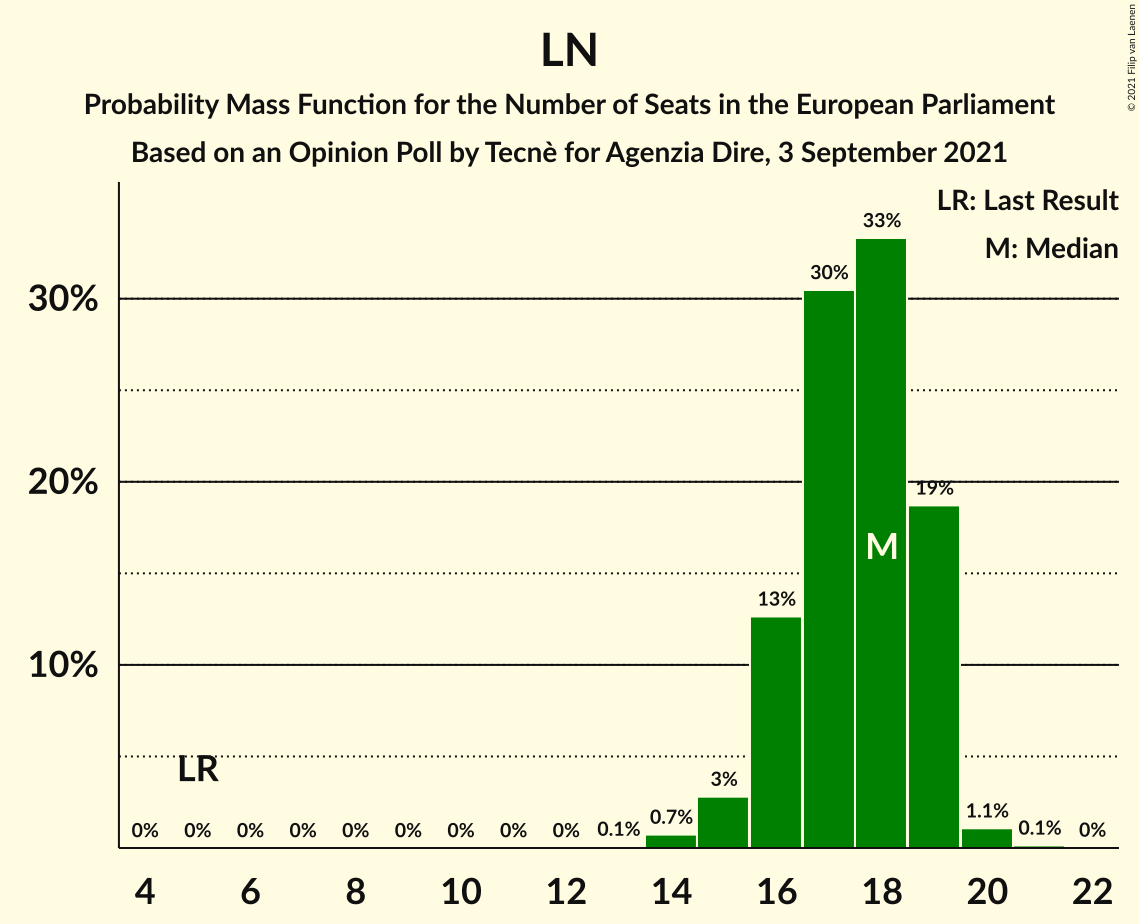 LN
Probability Mass Function for the Number of Seats in the European Parliament
Based on an Opinion Poll by Tecnè for Agenzia Dire, 3 September 2021
© 2021 Filip van Laenen
LR: Last Result
M: Median
30%
20%
10%
0% 0% 0% 0% 0% 0% 0% 0% 0% 0.1% 0.7% 3% 13% 30% 33% 19% 1.1% 0.1% 0%
LR
M
4 6 8 10 12 14 16 18 20 22